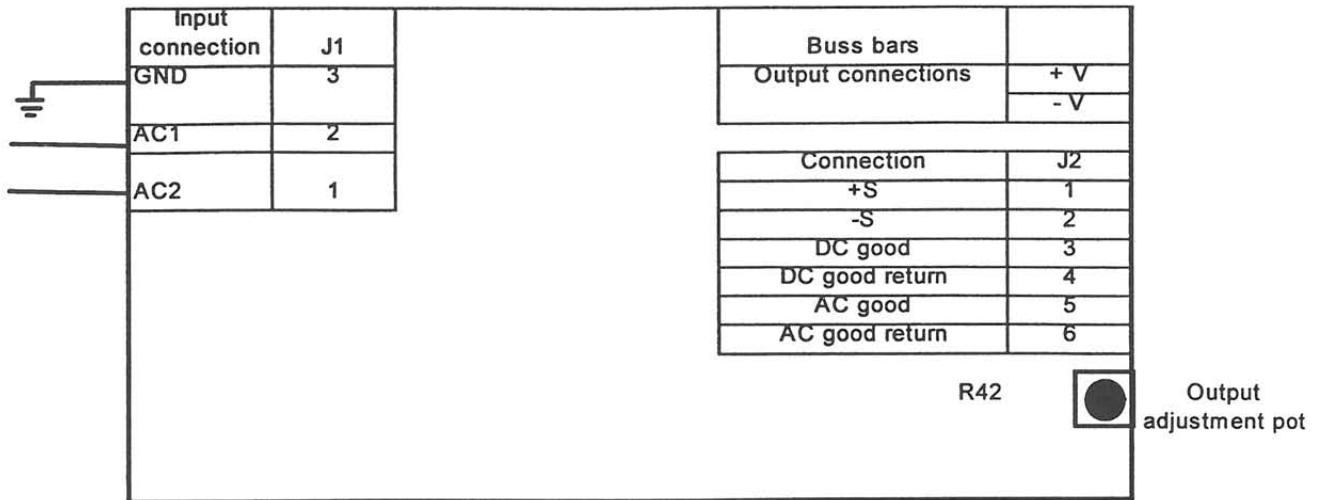 Input
connection J1
GND 3
AC1 2
AC2 1
Buss bars
Output connections + V
- V
Connection J2
+S 1
-S 2
DC good 3
DC good return 4
AC good 5
AC good return 6
R42
Output
adjustment pot